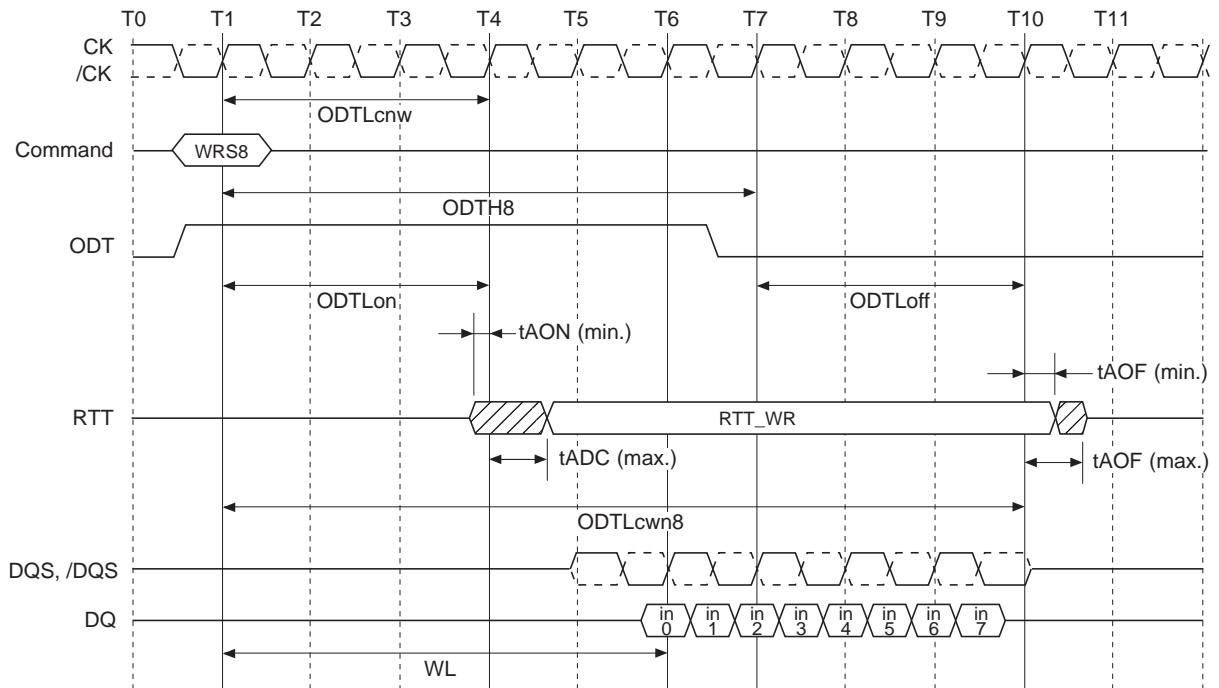 T0 T1 T2 T3 T4 T5 T6 T7 T8 T9 T10 T11
CK
/CK
ODTLcnw
Command
WRS8
ODTH8
ODT
ODTLon
ODTLoff
tAON (min.)
tAOF (min.)
RTT
RTT_WR
tADC (max.)
tAOF (max.)
ODTLcwn8
DQS, /DQS
DQ
in 0 in 1 in 2 in 3 in 4 in 5 in 6 in 7
WL